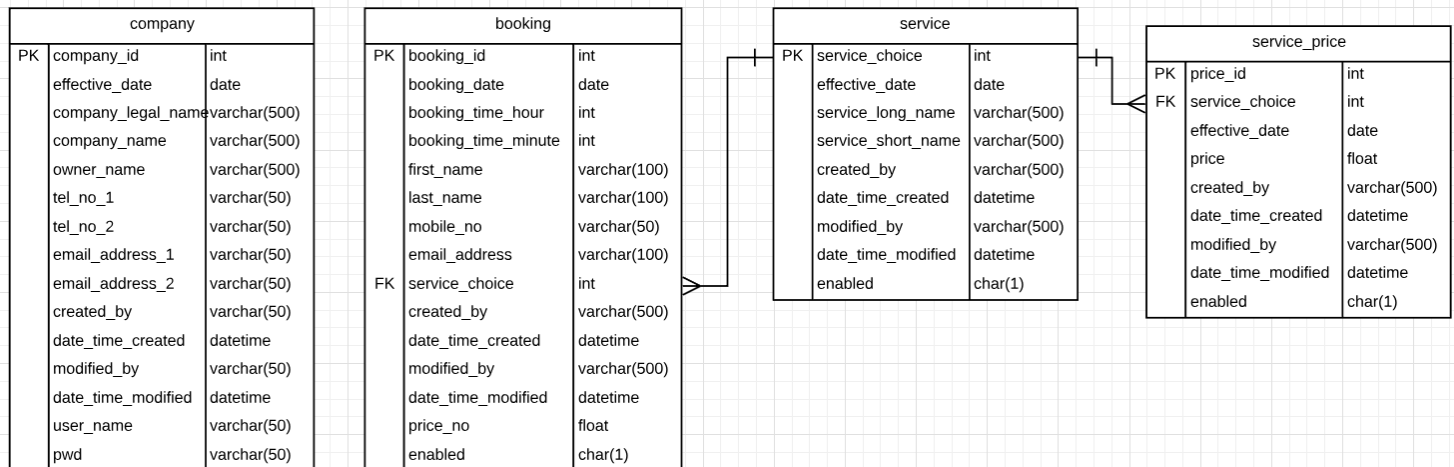 company
PK company_id int
effective_date date
company_legal_name varchar(500)
company_name varchar(500)
owner_name varchar(500)
tel_no_1 varchar(50)
tel_no_2 varchar(50)
email_address_1 varchar(50)
email_address_2 varchar(50)
created_by varchar(50)
date_time_created datetime
modified_by varchar(50)
date_time_modified datetime
user_name varchar(50)
pwd varchar(50)
booking
PK booking_id int
booking_date date
booking_time_hour int
booking_time_minute int
first_name varchar(100)
last_name varchar(100)
mobile_no varchar(50)
email_address varchar(100)
FK service_choice int
created_by varchar(500)
date_time_created datetime
modified_by varchar(500)
date_time_modified datetime
price_no float
enabled char(1)
service
PK service_choice int
effective_date date
service_long_name varchar(500)
service_short_name varchar(500)
created_by varchar(500)
date_time_created datetime
modified_by varchar(500)
date_time_modified datetime
enabled char(1)
service_price
PK price_id int
FK service_choice int
effective_date date
price float
created_by varchar(500)
date_time_created datetime
modified_by varchar(500)
date_time_modified datetime
enabled char(1)